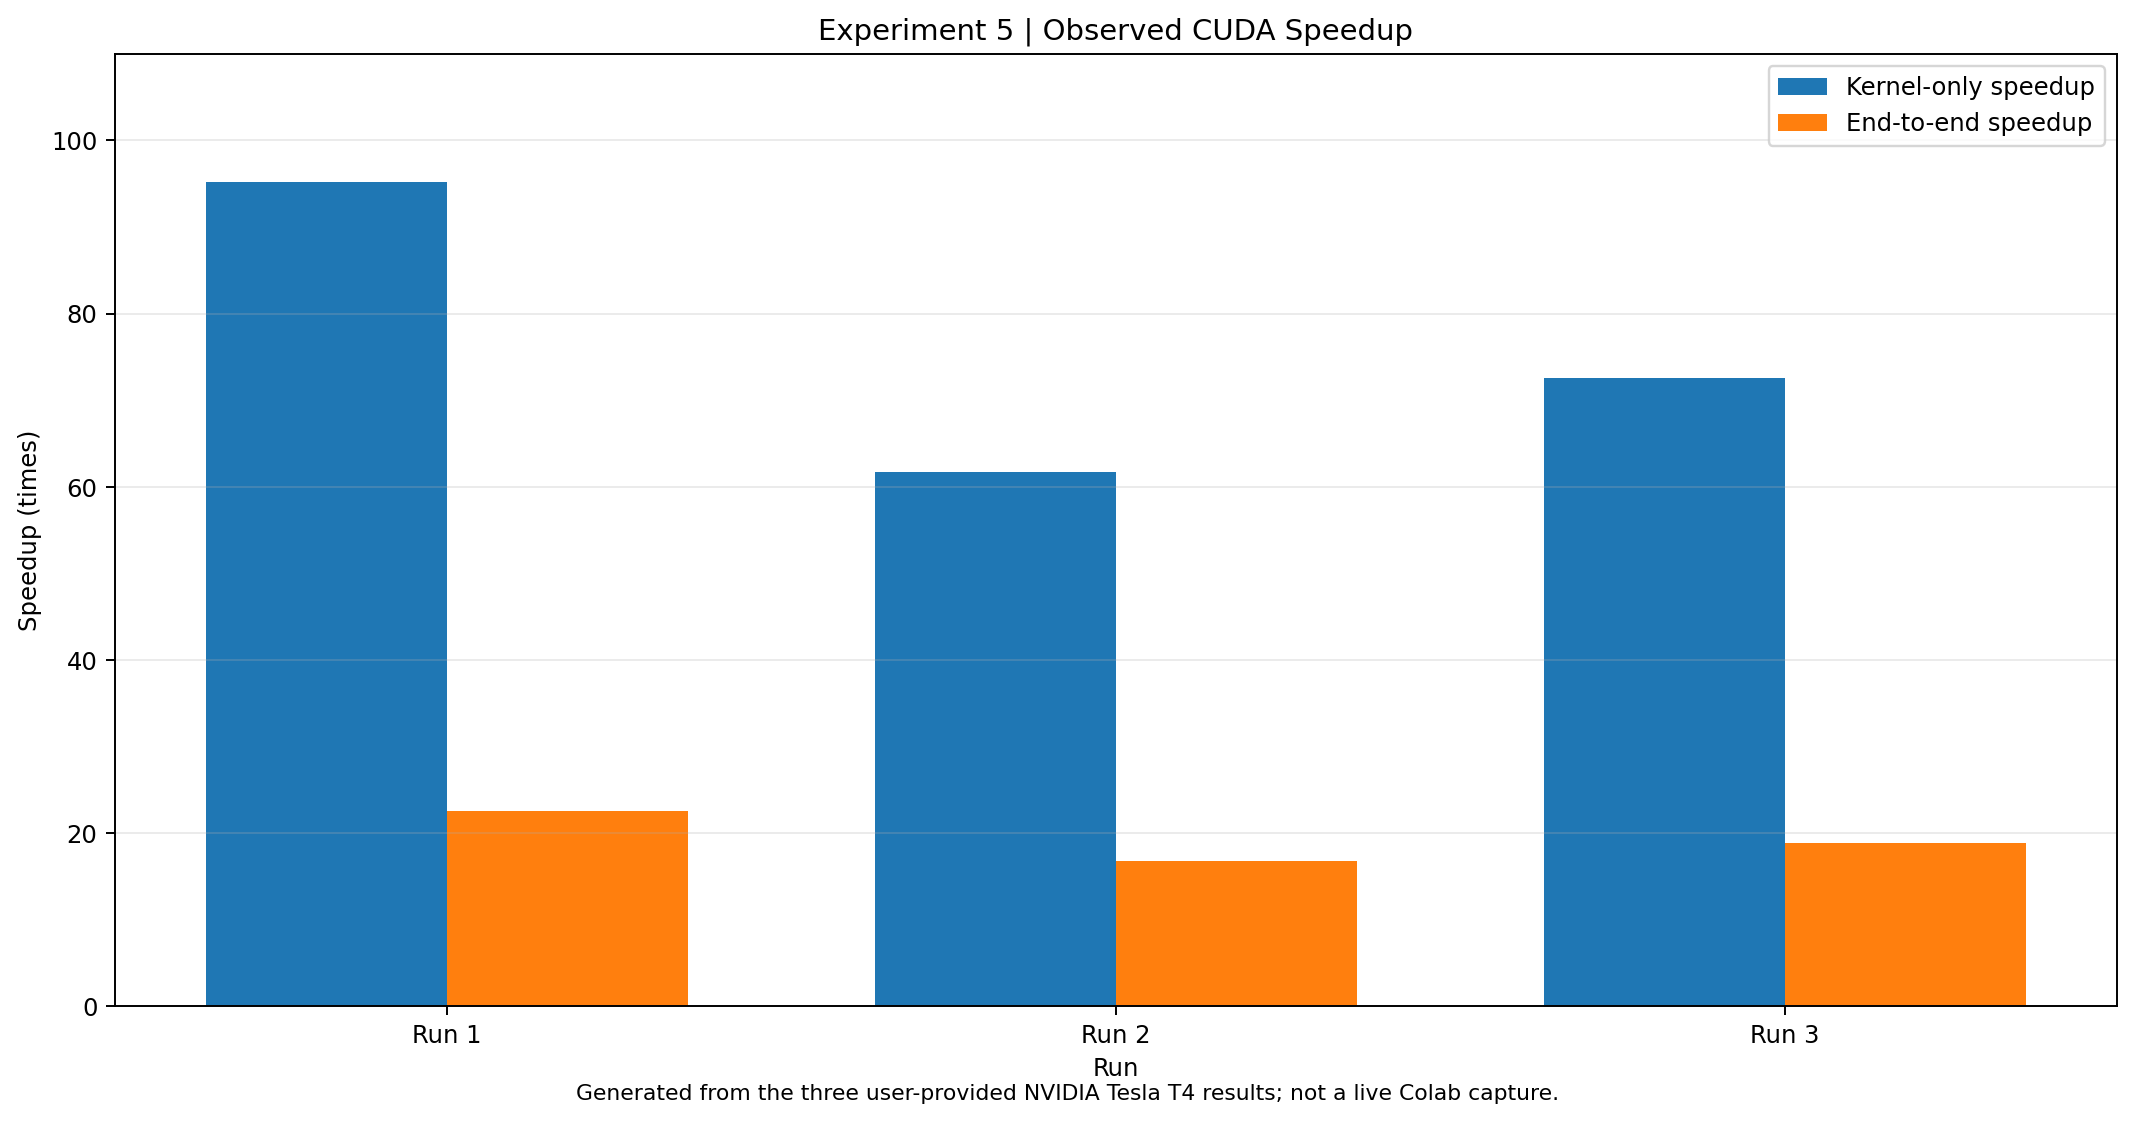 Experiment 5 | Observed CUDA Speedup
Kernel-only speedup
End-to-end speedup
100
80
60
40
20
0
Speedup (times)
Run 1
Run 2
Run 3
Run
Generated from the three user-provided NVIDIA Tesla T4 results; not a live Colab capture.